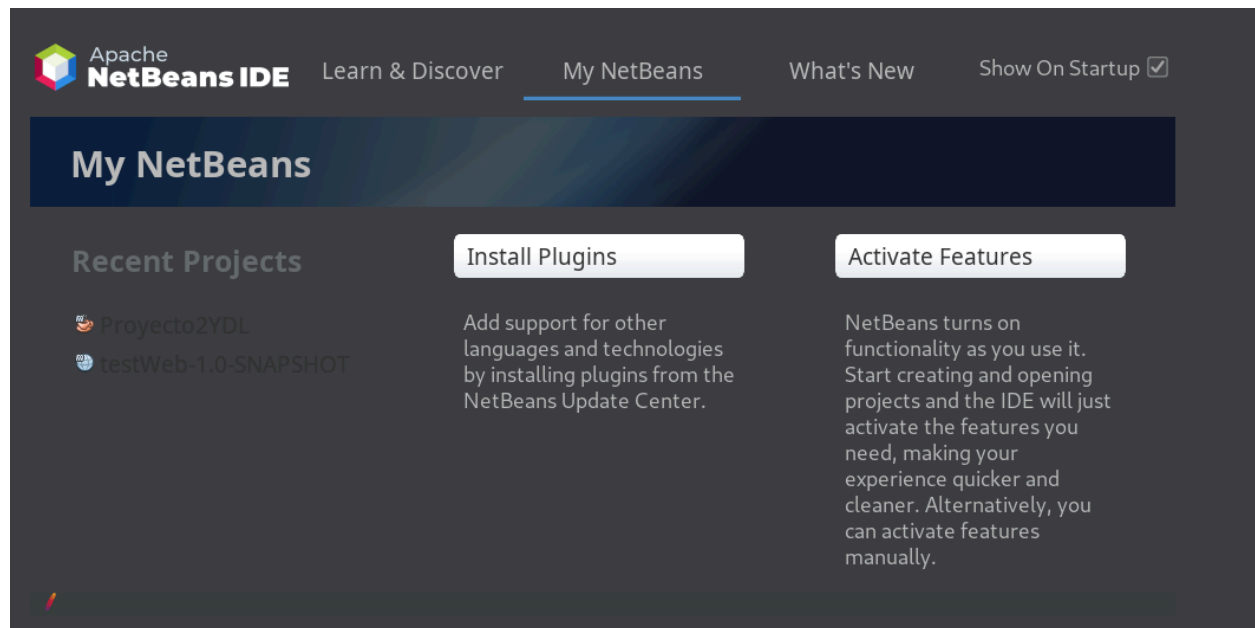 Apache
NetBeans IDE
Learn & Discover
My NetBeans
What's New
Show On Startup
My NetBeans
Recent Projects
Proyecto2YDL
testWeb-1.0-SNAPSHOT
Install Plugins
Add support for other
languages and technologies
by installing plugins from the
NetBeans Update Center.
Activate Features
NetBeans turns on
functionality as you use it.
Start creating and opening
projects and the IDE will just
activate the features you
need, making your
experience quicker and
cleaner. Alternatively, you
can activate features
manually.